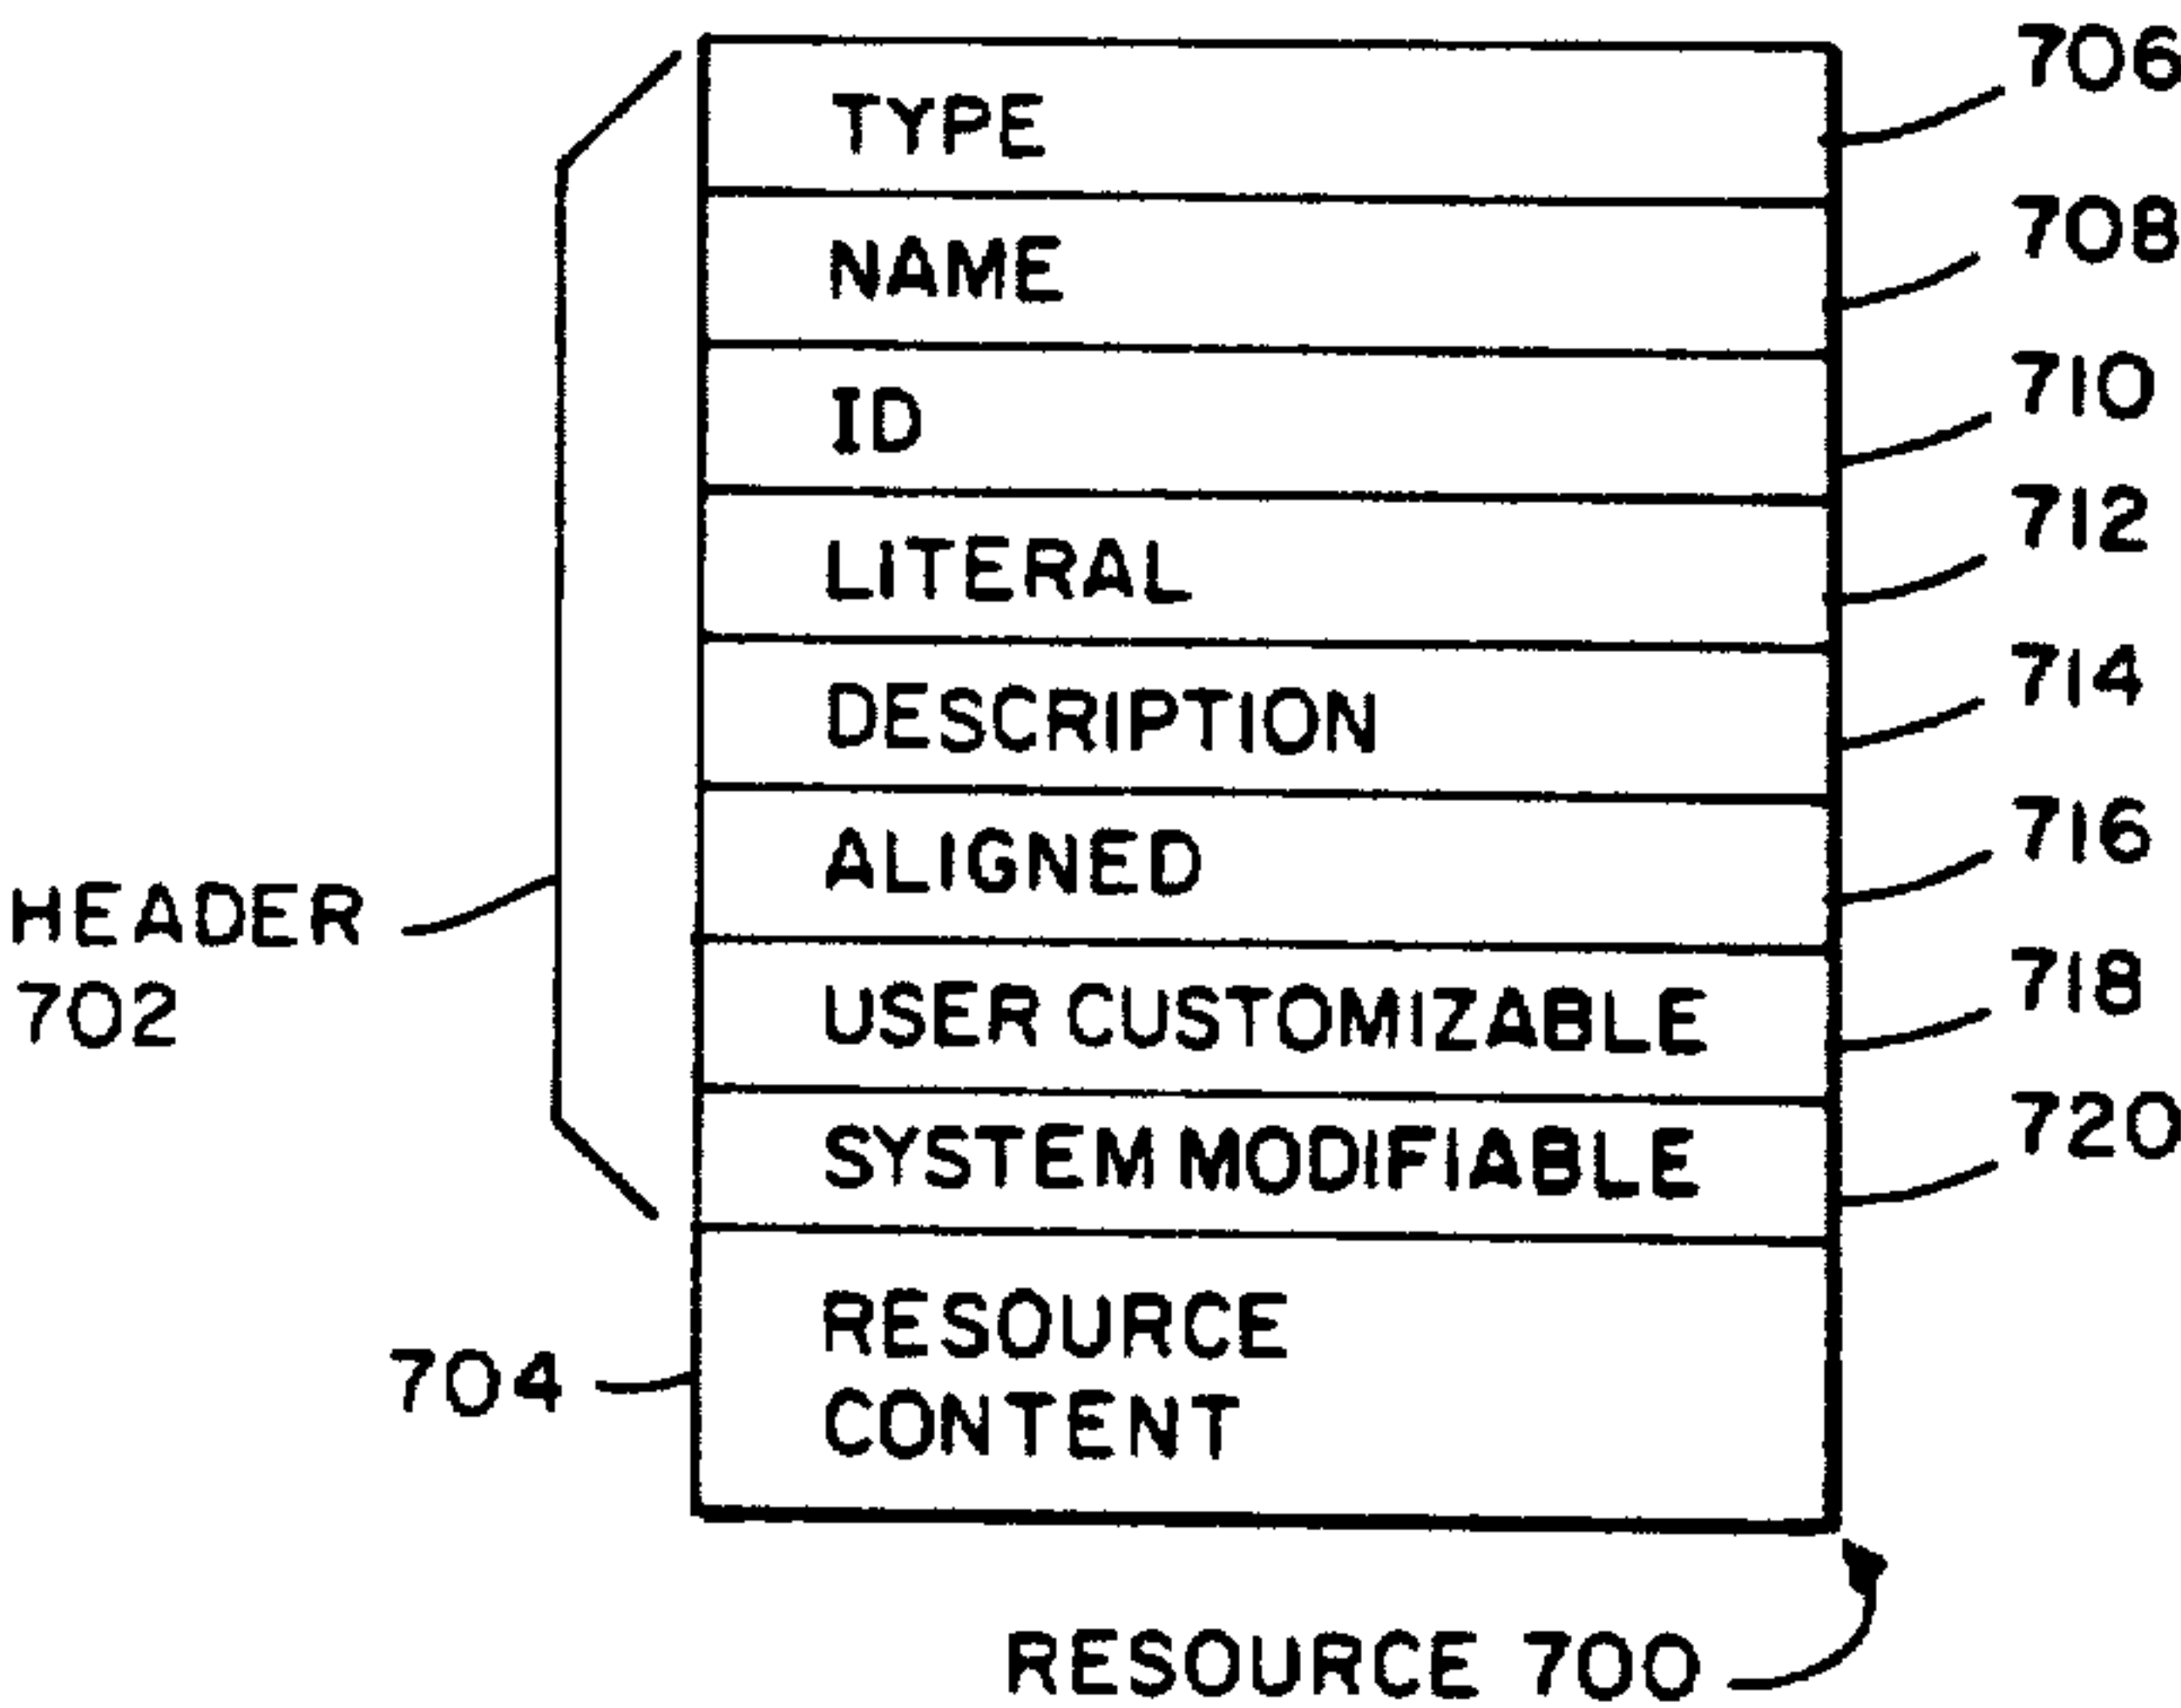 TYPE
706
NAME
708
ID
710
LITERAL
712
DESCRIPTION
714
ALIGNED
716
HEADER
702
USER CUSTOMIZABLE
718
SYSTEM MODIFIABLE
720
RESOURCE
CONTENT
704
RESOURCE 700